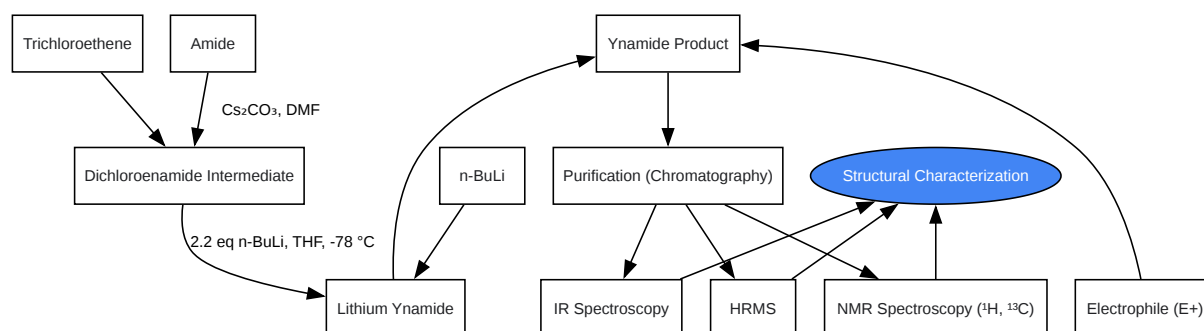 Trichloroethene
Amide
Ynamide Product
Cs₂CO₃, DMF
Dichloroenamide Intermediate
n-BuLi
Purification (Chromatography)
Structural Characterization
2.2 eq n-BuLi, THF, -78 °C
Lithium Ynamide
IR Spectroscopy
HRMS
NMR Spectroscopy (¹H, ¹³C)
Electrophile (E+)